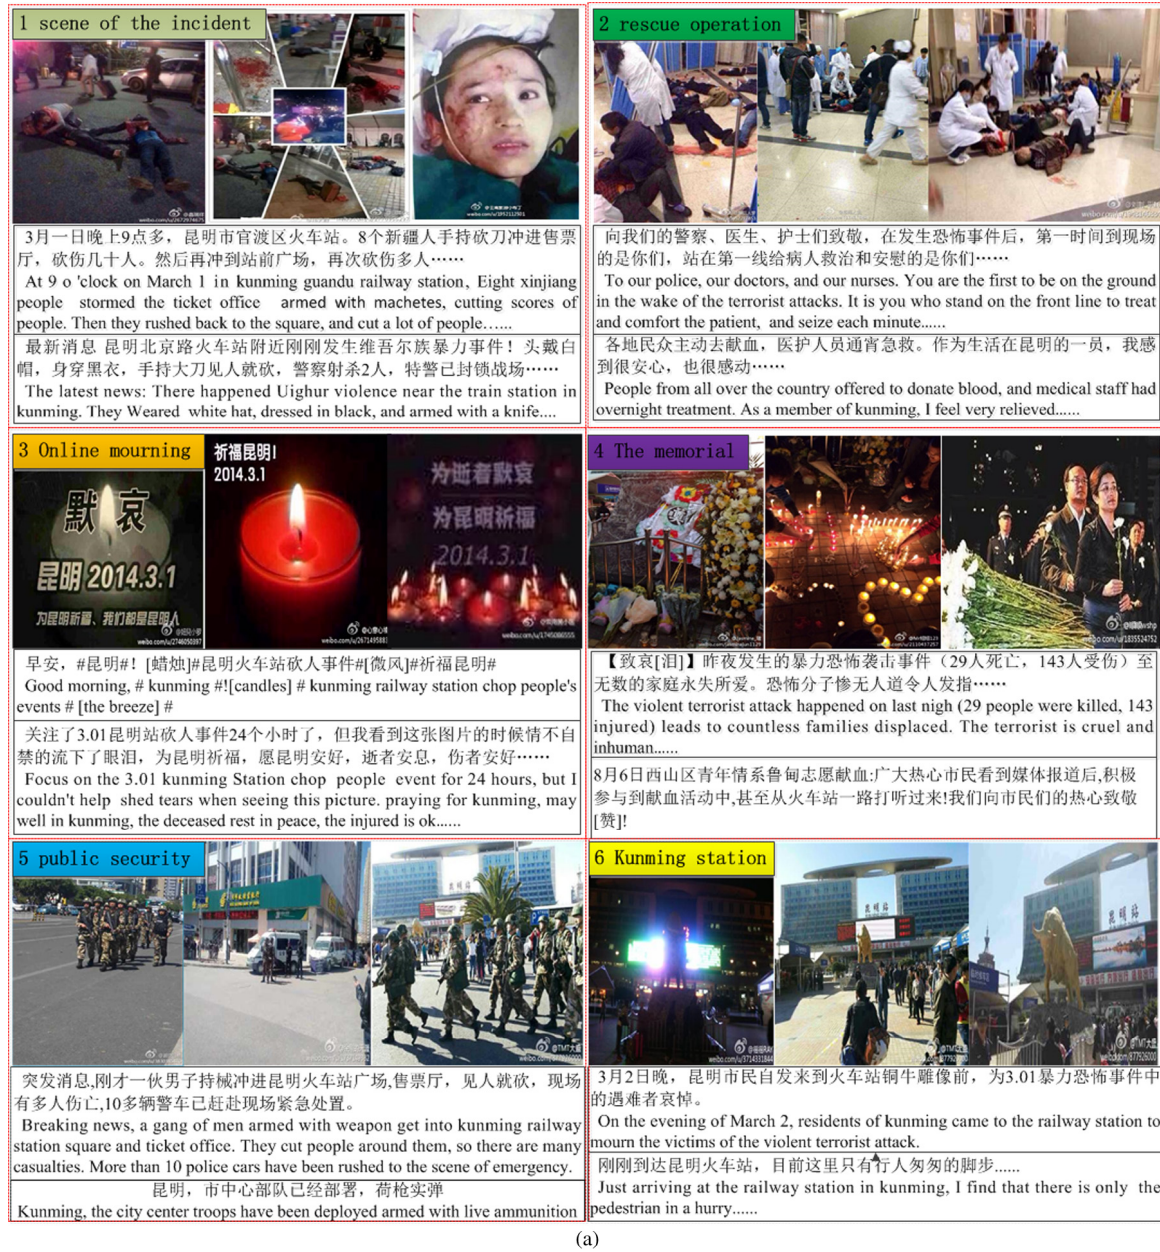 1 scene of the incident
3月一日晚上9点多，昆明市官渡区火车站。8个新疆人手持砍刀冲进售票
厅，砍伤几十人。然后再冲到站前广场，再次砍伤多人……
At 9 o 'clock on March 1 in kunming guandu railway station, Eight xinjiang
people stormed the ticket office armed with machetes, cutting scores of
people. Then they rushed back to the square, and cut a lot of people…...
最新消息 昆明北京路火车站附近刚刚发生维吾尔族暴力事件！头戴白
帽，身穿黑衣，手持大刀见人就砍，警察射杀2人，特警已封锁战场……
The latest news: There happened Uighur violence near the train station in
kunming. They Weared white hat, dressed in black, and armed with a knife....
2 rescue operation
向我们的警察、医生、护士们致敬，在发生恐怖事件后，第一时间到现场
的是你们，站在第一线给病人救治和安慰的是你们……
To our police, our doctors, and our nurses. You are the first to be on the ground
in the wake of the terrorist attacks. It is you who stand on the front line to treat
and comfort the patient, and seize each minute......
各地民众主动去献血，医护人员通宵急救。作为生活在昆明的一员，我感
到很安心，也很感动……
People from all over the country offered to donate blood, and medical staff had
overnight treatment. As a member of kunming, I feel very relieved......
3 Online mourning
默哀
昆明 2014.3.1
为昆明祈福、我们都是昆明人
祈福昆明!
2014.3.1
为逝者默哀
为昆明祈福
2014.3.1
早安，#昆明#！[蜡烛]#昆明火车站砍人事件#[微风]#祈福昆明#
Good morning, # kunming #![candles] # kunming railway station chop people's
events # [the breeze] #
关注了3.01昆明站砍人事件24个小时了，但我看到这张图片的时候情不自
禁的流下了眼泪，为昆明祈福，愿昆明安好，逝者安息，伤者安好……
Focus on the 3.01 kunming Station chop people event for 24 hours, but I
couldn't help shed tears when seeing this picture. praying for kunming, may
well in kunming, the deceased rest in peace, the injured is ok......
4 The memorial
【致哀[泪]】昨夜发生的暴力恐怖袭击事件（29人死亡，143人受伤）至
无数的家庭永失所爱。恐怖分子惨无人道令人发指……
The violent terrorist attack happened on last nigh (29 people were killed, 143
injured) leads to countless families displaced. The terrorist is cruel and
inhuman......
8月6日西山区青年情系鲁甸志愿献血:广大热心市民看到媒体报道后,积极
参与到献血活动中,甚至从火车站一路打听过来!我们向市民们的热心致敬
[赞]!
5 public security
突发消息,刚才一伙男子持械冲进昆明火车站广场,售票厅，见人就砍，现场
有多人伤亡,10多辆警车已赶赴现场紧急处置。
Breaking news, a gang of men armed with weapon get into kunming railway
station square and ticket office. They cut people around them, so there are many
casualties. More than 10 police cars have been rushed to the scene of emergency.
昆明，市中心部队已经部署，荷枪实弹
Kunming, the city center troops have been deployed armed with live ammunition
6 Kunming station
昆明站
昆明站
3月2日晚，昆明市民自发来到火车站铜牛雕像前，为3.01暴力恐怖事件中
的遇难者哀悼。
On the evening of March 2, residents of kunming came to the railway station to
mourn the victims of the violent terrorist attack.
刚刚到达昆明火车站，目前这里只有行人匆匆的脚步......
Just arriving at the railway station in kunming, I find that there is only the
pedestrian in a hurry......
(a)